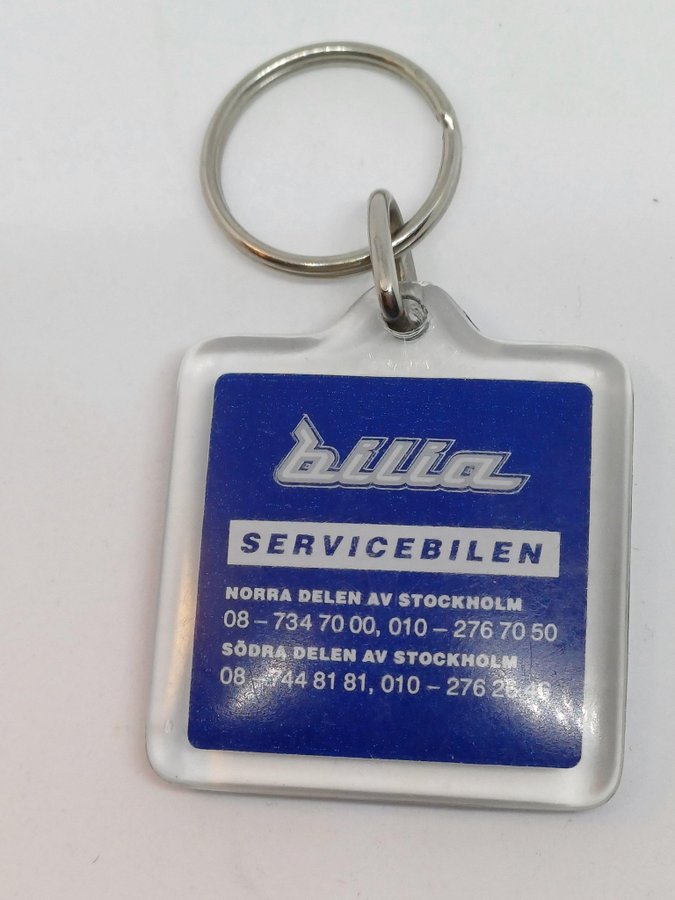 bilia
SERVICEBILEN
NORRA DELEN AV STOCKHOLM
08 – 734 70 00, 010 – 276 70 50
SÖDRA DELEN AV STOCKHOLM
08 – 744 81 81, 010 – 276